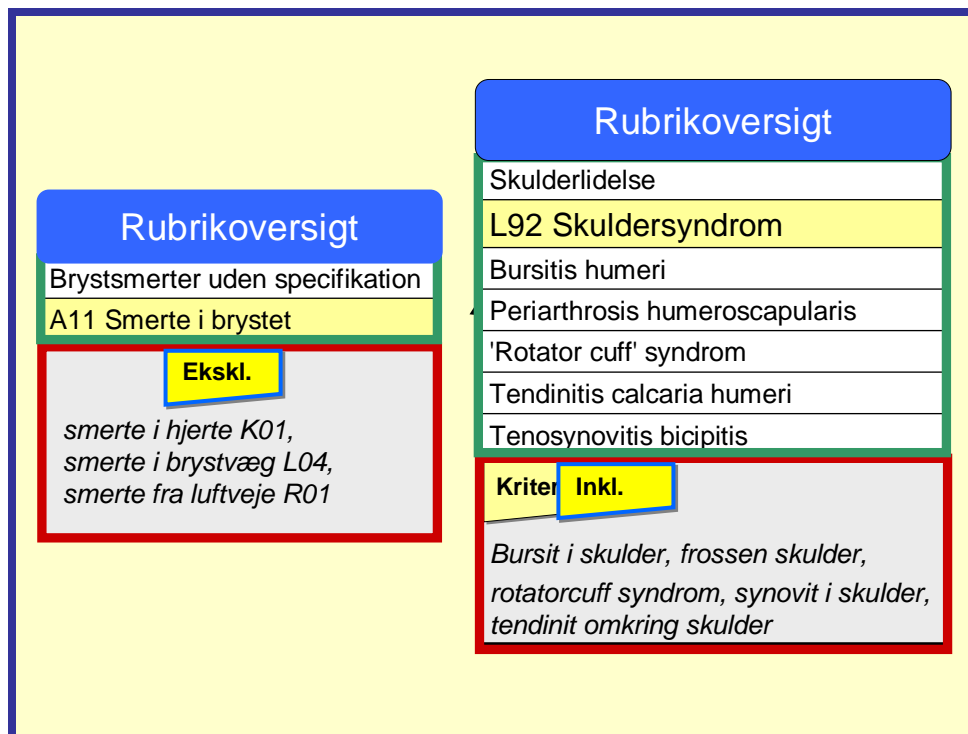 Rubrikoversigt
Brystsmerter uden specifikation
A11 Smerte i brystet
Ekskl.
smerte i hjerte K01,
smerte i brystvæg L04,
smerte fra luftveje R01
Rubrikoversigt
Skulderlidelse
L92 Skuldersyndrom
Bursitis humeri
Periarthrosis humeroscapularis
'Rotator cuff' syndrom
Tendinitis calcaria humeri
Tenosynovitis bicipitis
Kriter Inkl.
Bursit i skulder, frossen skulder,
rotatorcuff syndrom, synovit i skulder,
tendinit omkring skulder